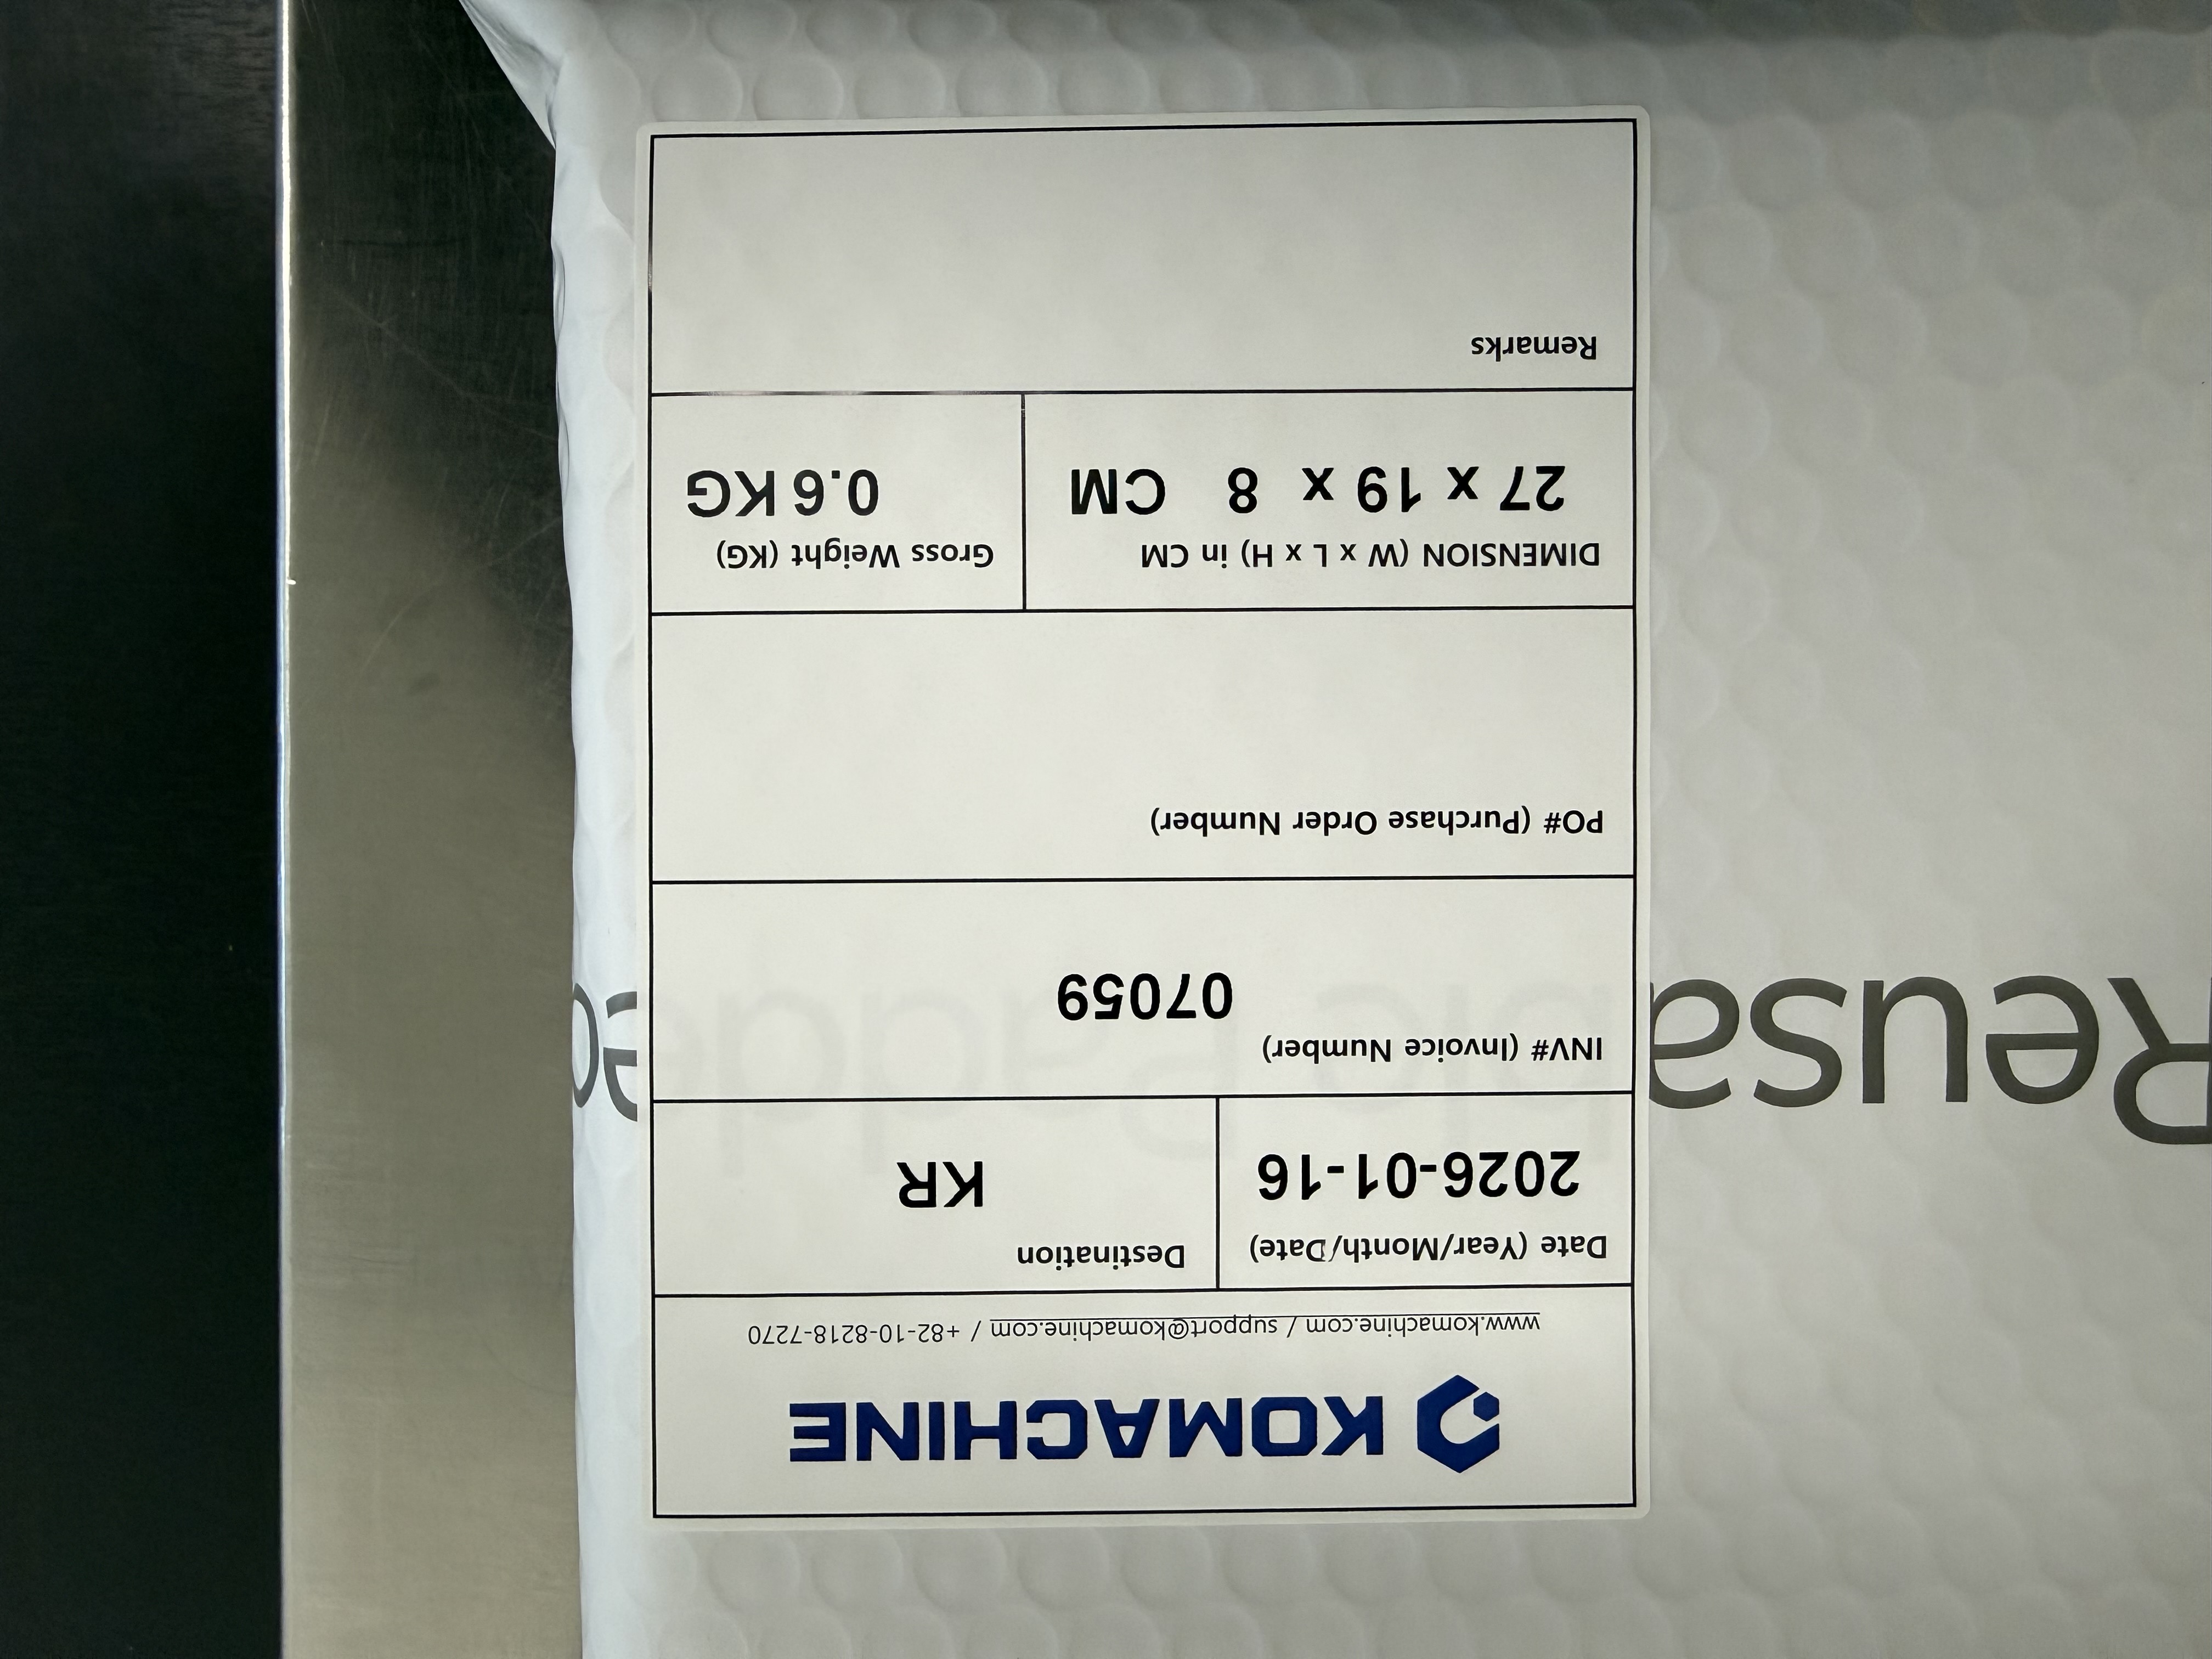 KOMACHINE
www.komachine.com / support@komachine.com / +82-10-8218-7270
Date (Year/Month/Date)
2026-01-16
Destination
KR
INV# (Invoice Number)
07059
PO# (Purchase Order Number)
DIMENSION (W x L x H) in CM
27 x 19 x 8 CM
Gross Weight (KG)
0.6 KG
Remarks
Reusable Padded